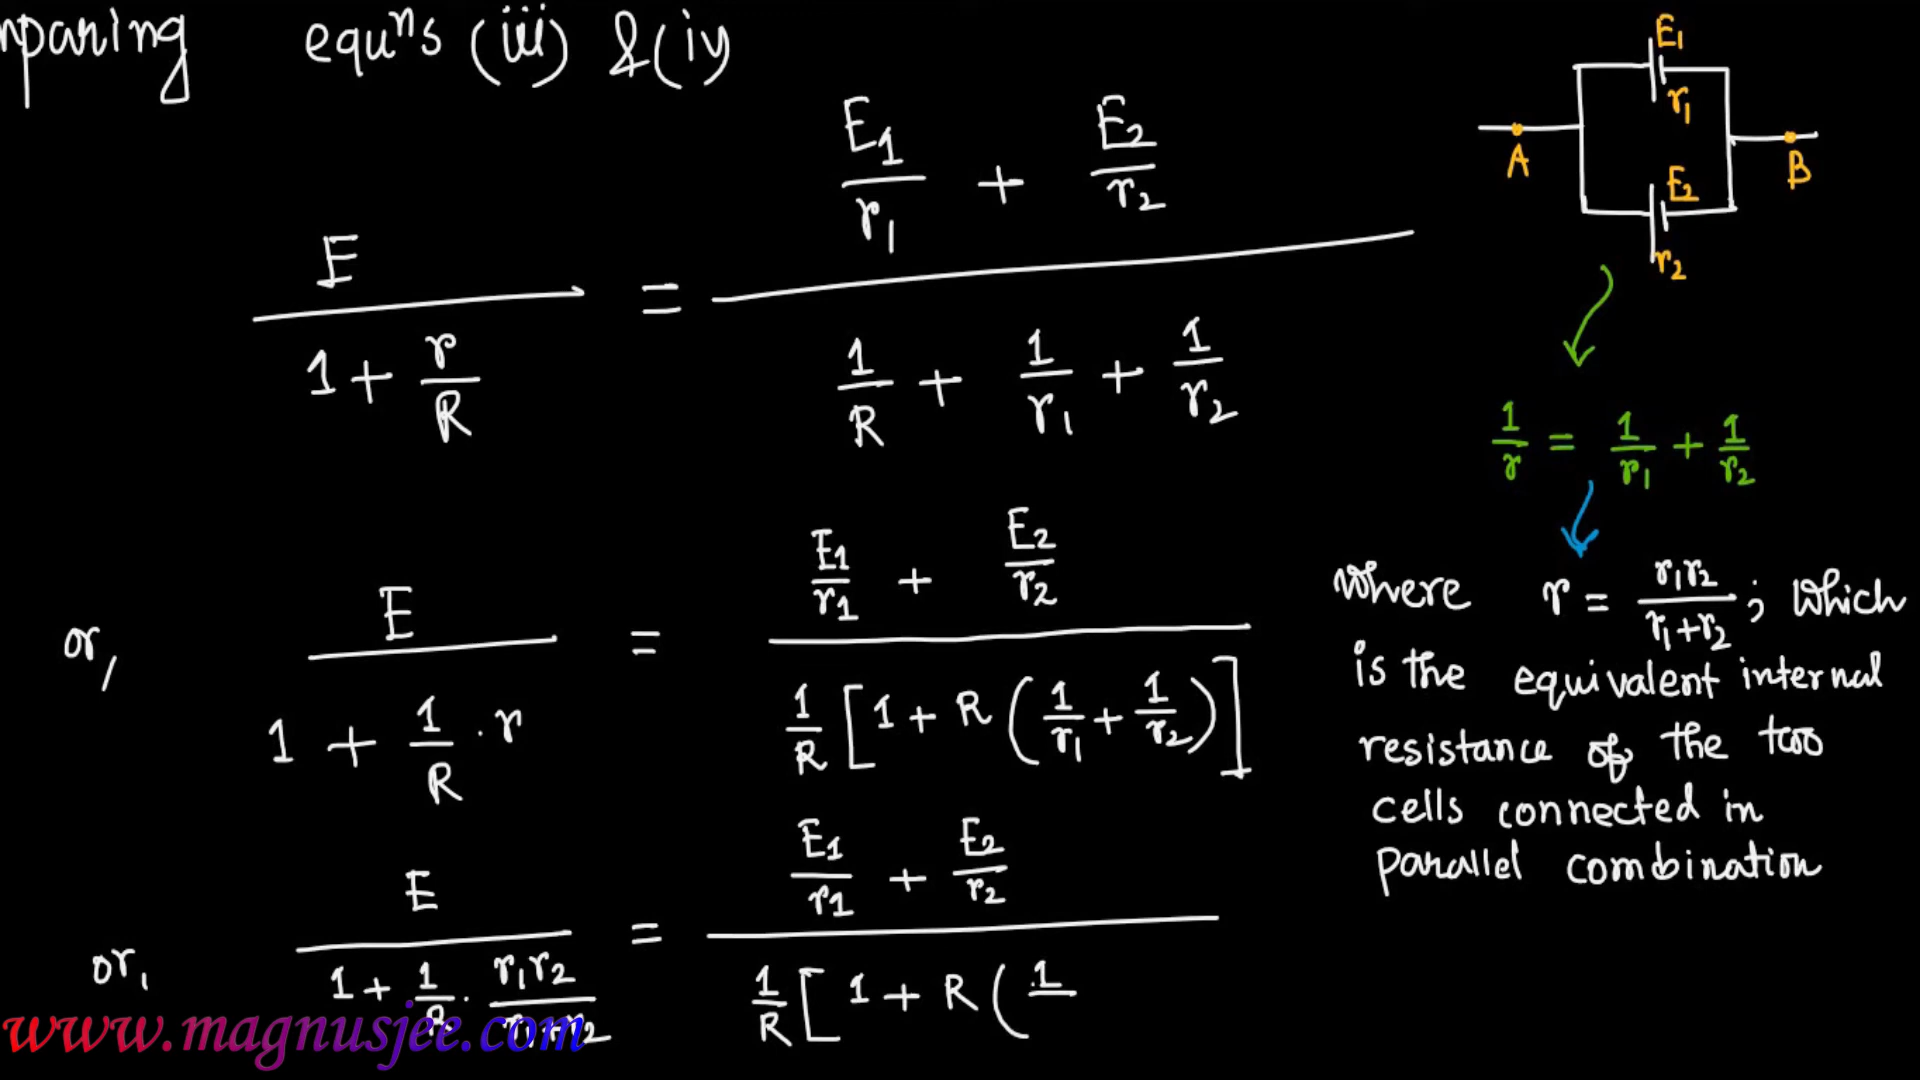 mparing equⁿs (iii) & (iv)
E / (1 + r/R) = (E₁/r₁ + E₂/r₂) / (1/R + 1/r₁ + 1/r₂)
or, E / (1 + 1/R · r) = (E₁/r₁ + E₂/r₂) / (1/R [1 + R (1/r₁ + 1/r₂)])
or, E / (1 + 1/R · r₁r₂/(r₁+r₂)) = (E₁/r₁ + E₂/r₂) / (1/R [1 + R (1/
E₁
r₁
A
B
E₂
r₂
1/r = 1/r₁ + 1/r₂
where r = r₁r₂/(r₁+r₂) ; which
is the equivalent internal
resistance of the two
cells connected in
parallel combination
www.magnusjee.com